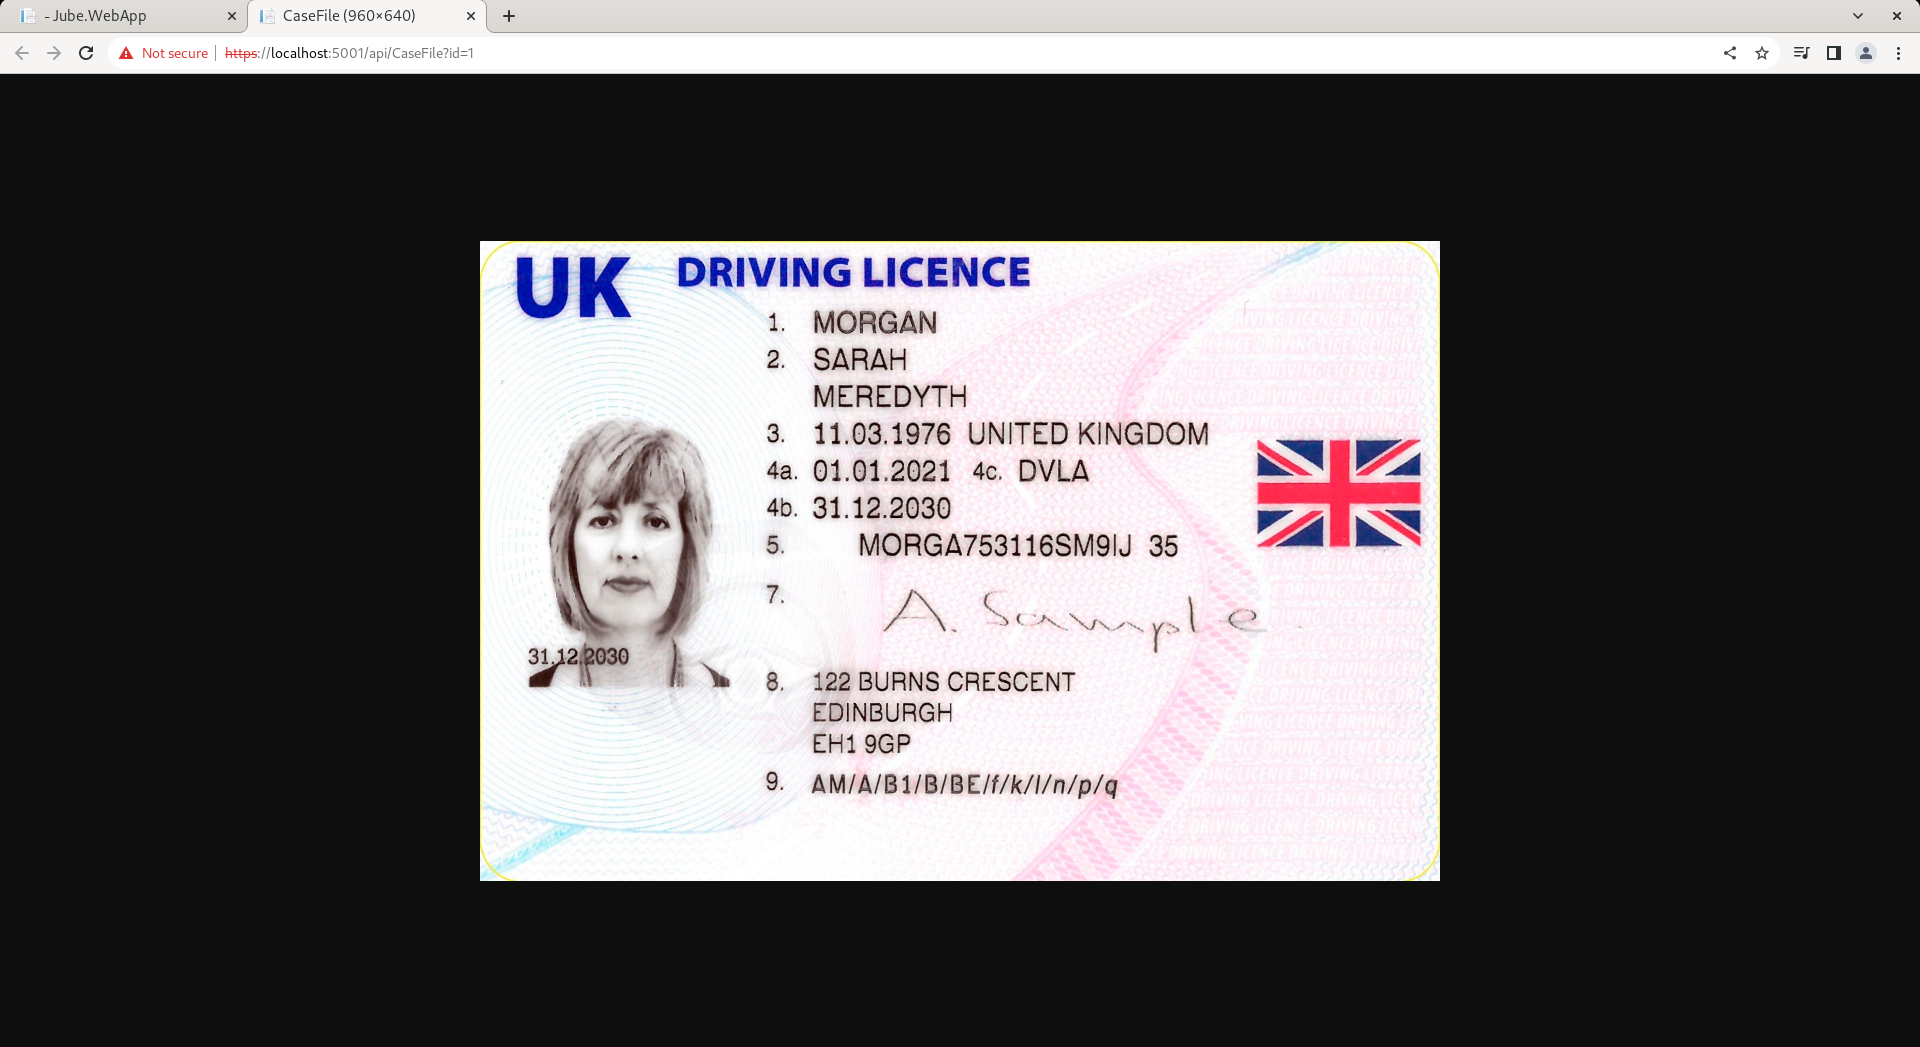 - Jube.WebApp
CaseFile (960×640)
Not secure
https://localhost:5001/api/CaseFile?id=1
UK DRIVING LICENCE
1. MORGAN
2. SARAH
MEREDYTH
3. 11.03.1976 UNITED KINGDOM
4a. 01.01.2021 4c. DVLA
4b. 31.12.2030
5. MORGA753116SM9IJ 35
7. A. Sample
31.12.2030
8. 122 BURNS CRESCENT
EDINBURGH
EH1 9GP
9. AM/A/B1/B/BE/f/k/l/n/p/q